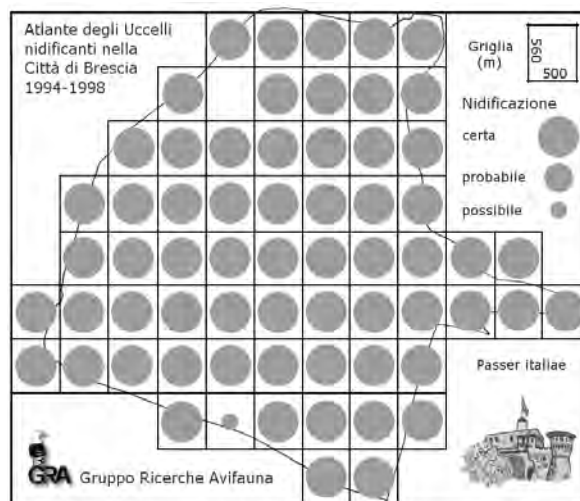 Atlante degli Uccelli
nidificanti nella
Città di Brescia
1994-1998
Griglia
(m)
560
500
Nidificazione
certa
probabile
possibile
Passer italiae
GRA
Gruppo Ricerche Avifauna